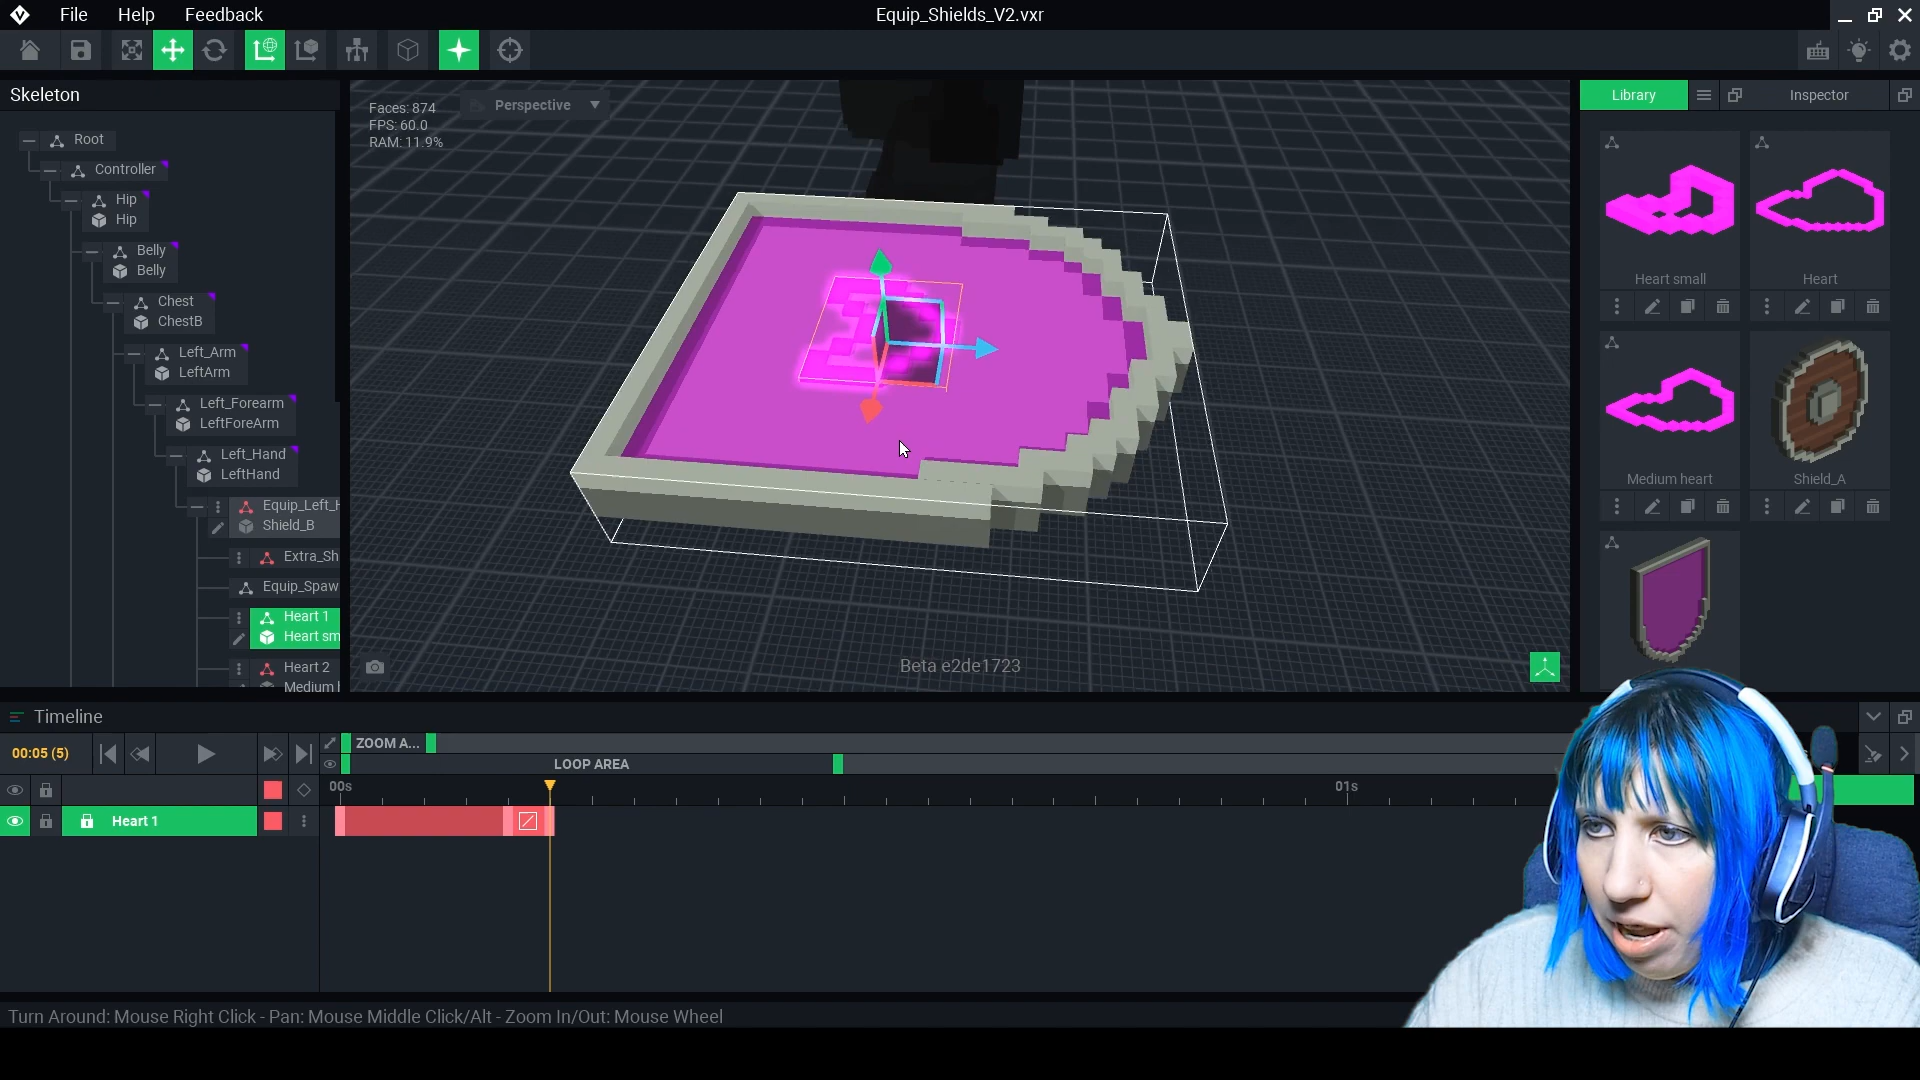 File Help Feedback Equip_Shields_V2.vxr
Skeleton
Root
Controller
Hip
Hip
Belly
Belly
Chest
ChestB
Left_Arm
LeftArm
Left_Forearm
LeftForeArm
Left_Hand
LeftHand
Equip_Left_H
Shield_B
Extra_Sh
Equip_Spaw
Heart 1
Heart sm
Heart 2
Medium h
Faces: 874
FPS: 60.0
RAM: 11.9%
Perspective
Beta e2de1723
Library Inspector
Heart small Heart
Medium heart Shield_A
Timeline
00:05 (5)
ZOOM A...
LOOP AREA
00s 01s
Heart 1
Turn Around: Mouse Right Click - Pan: Mouse Middle Click/Alt - Zoom In/Out: Mouse Wheel